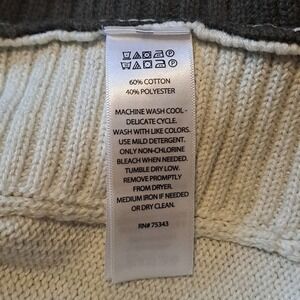 60% COTTON
40% POLYESTER
MACHINE WASH COOL -
DELICATE CYCLE.
WASH WITH LIKE COLORS.
USE MILD DETERGENT.
ONLY NON-CHLORINE
BLEACH WHEN NEEDED.
TUMBLE DRY LOW.
REMOVE PROMPTLY
FROM DRYER.
MEDIUM IRON IF NEEDED
OR DRY CLEAN.
RN# 75343